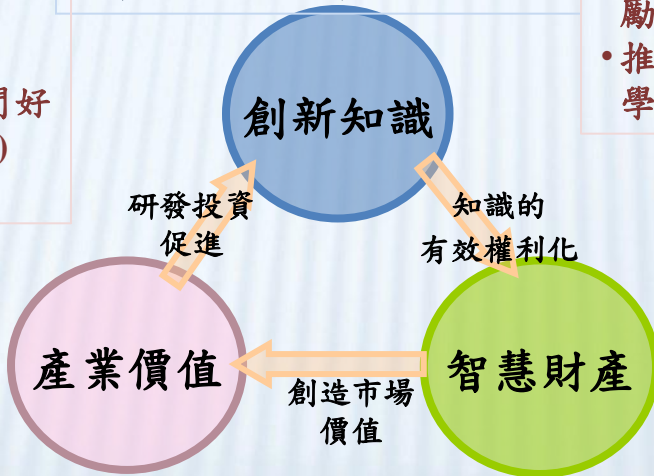 勵
•推
學
門好
)
創新知識
研發投資
促進
知識的
有效權利化
產業價值
智慧財產
創造市場
價值